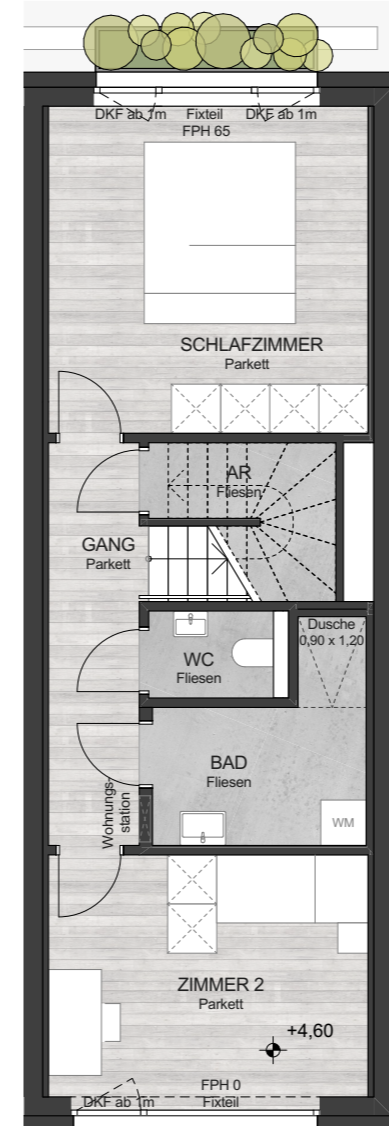 DKF ab 1m
Fixteil
DKF ab 1m
FPH 65
SCHLAFZIMMER
Parkett
AR
Fliesen
GANG
Parkett
Dusche
0,90 x 1,20
WC
Fliesen
BAD
Fliesen
Wohnungs-
station
WM
ZIMMER 2
Parkett
+4,60
FPH 0
DKF ab 1m
Fixteil